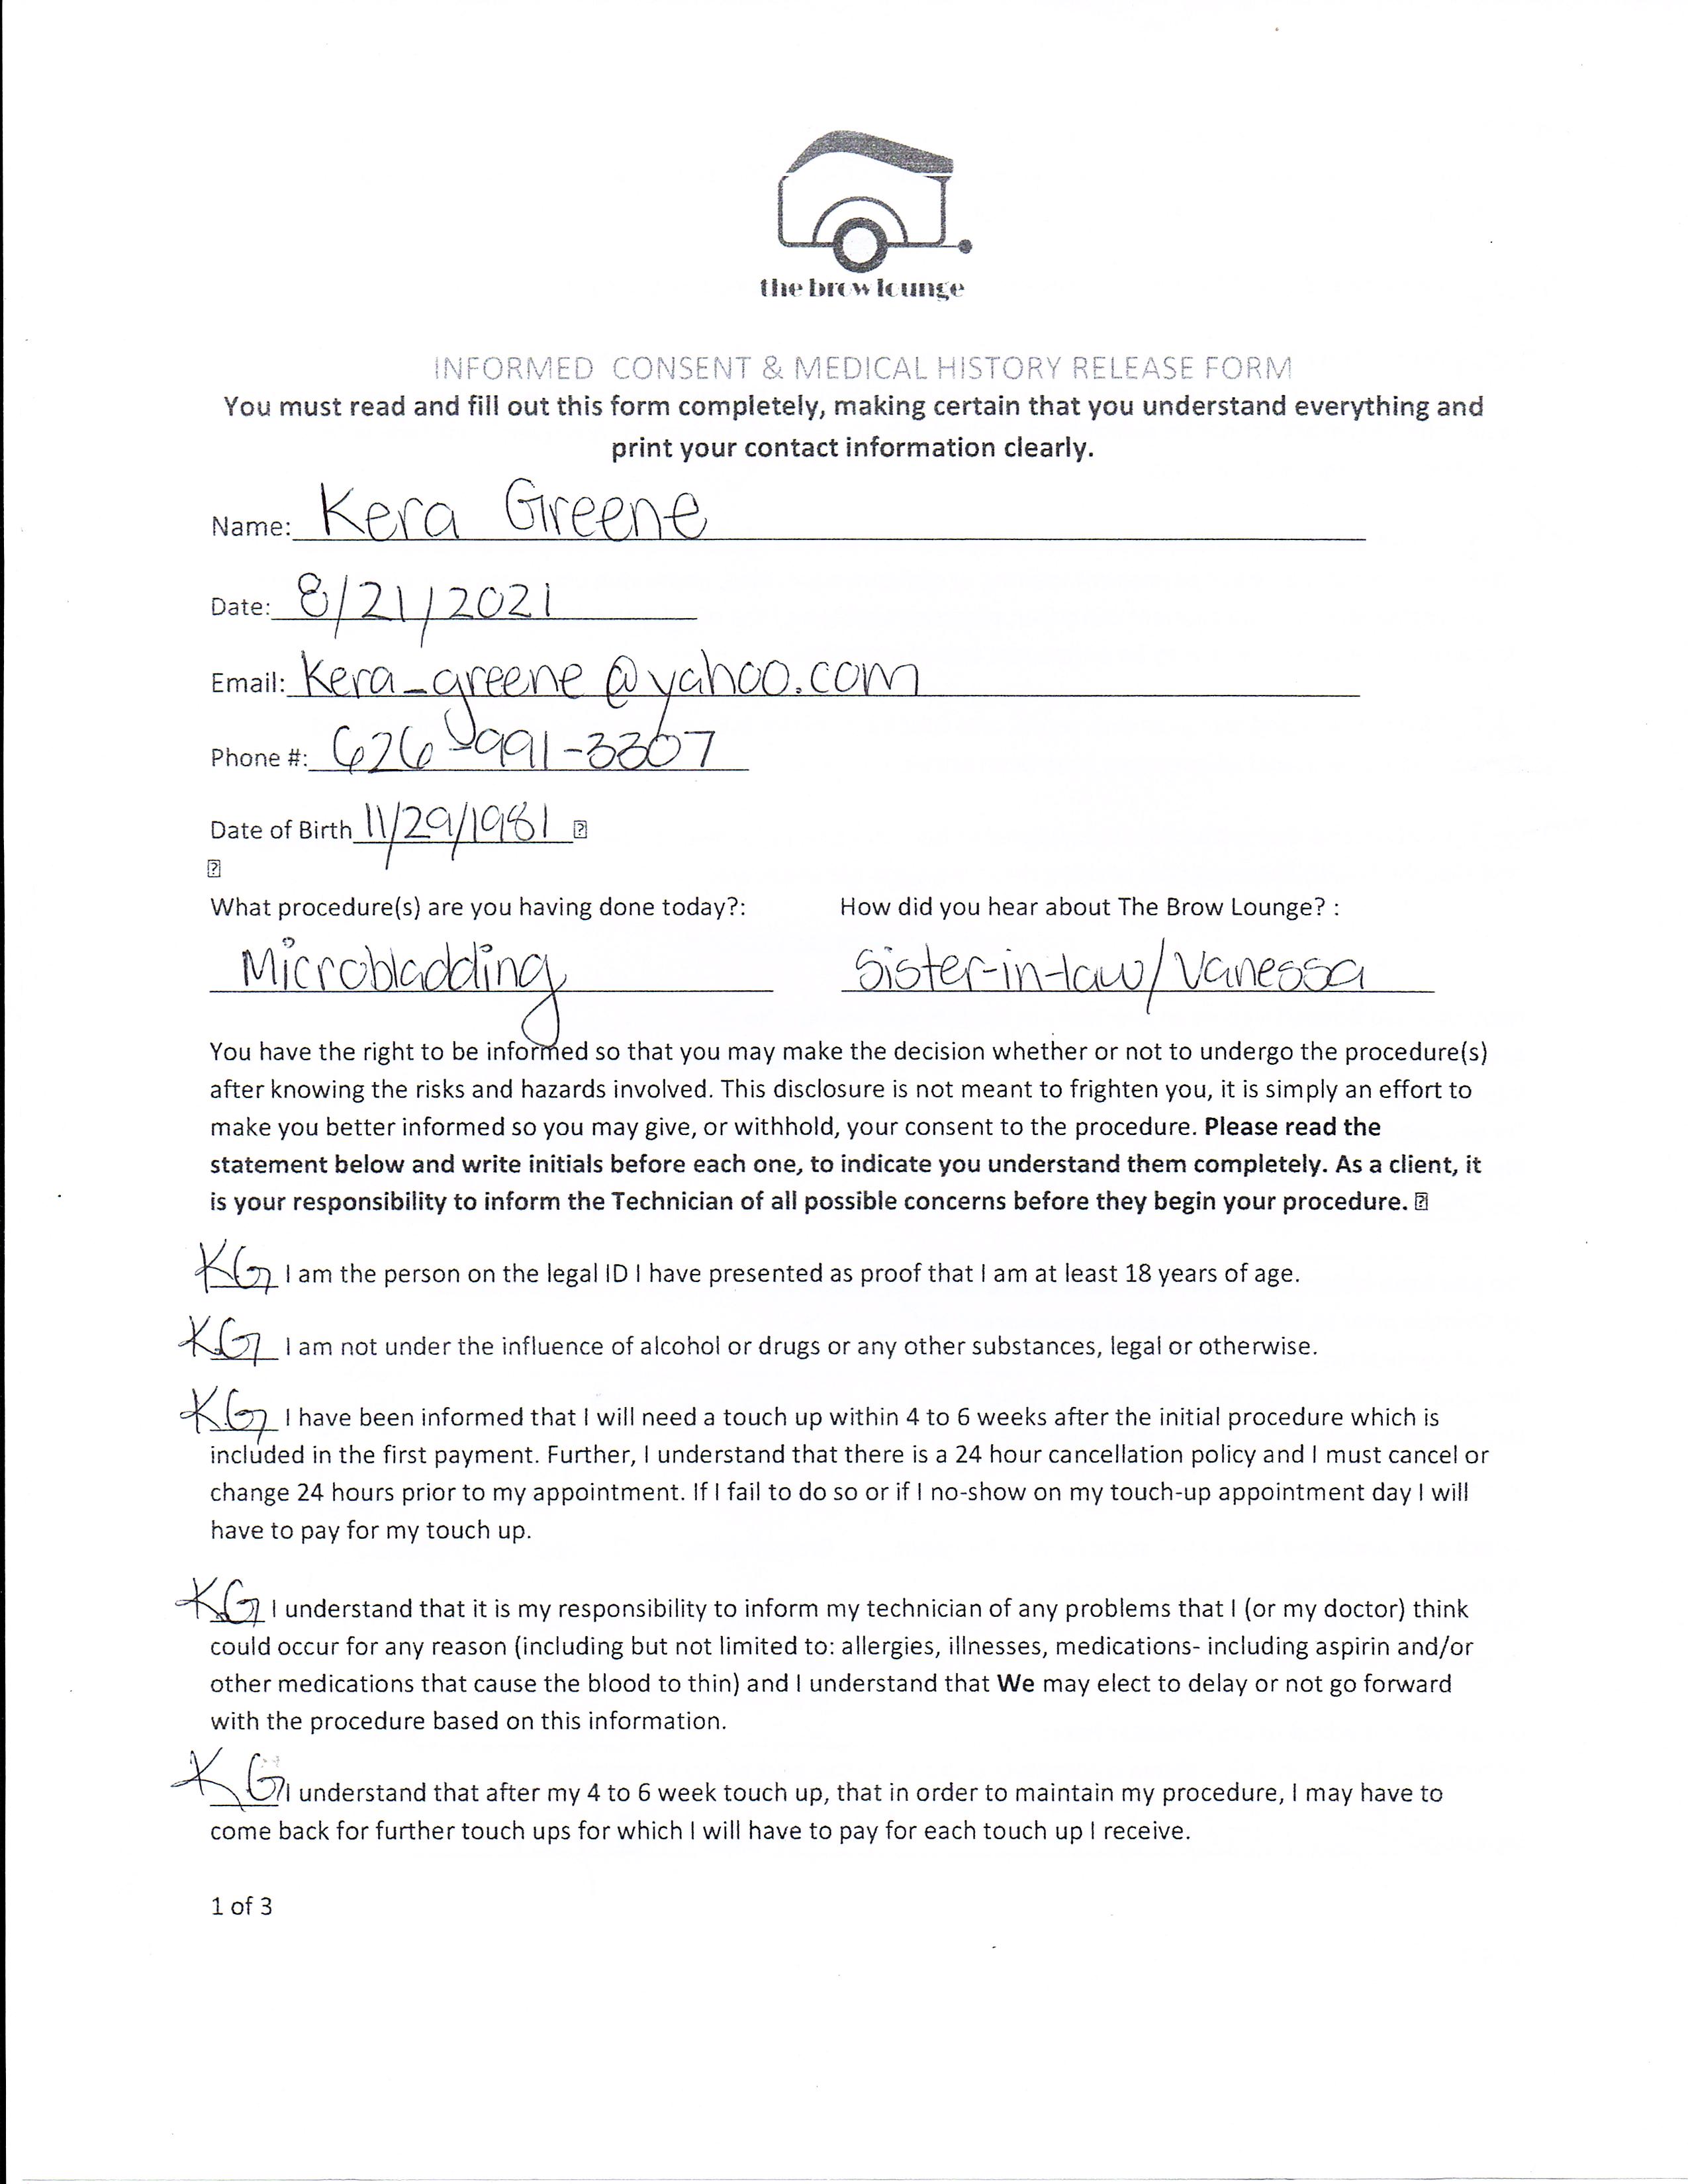 the brow lounge
INFORMED CONSENT & MEDICAL HISTORY RELEASE FORM
You must read and fill out this form completely, making certain that you understand everything and
print your contact information clearly.
Name: Kera Greene
Date: 8/21/2021
Email: Kera_greene@yahoo.com
Phone #: 626-991-3307
Date of Birth 11/29/1981
What procedure(s) are you having done today?: How did you hear about The Brow Lounge? :
Microbladding Sister-in-law/Vanessa
You have the right to be informed so that you may make the decision whether or not to undergo the procedure(s)
after knowing the risks and hazards involved. This disclosure is not meant to frighten you, it is simply an effort to
make you better informed so you may give, or withhold, your consent to the procedure. Please read the
statement below and write initials before each one, to indicate you understand them completely. As a client, it
is your responsibility to inform the Technician of all possible concerns before they begin your procedure.
KG I am the person on the legal ID I have presented as proof that I am at least 18 years of age.
KG I am not under the influence of alcohol or drugs or any other substances, legal or otherwise.
KG I have been informed that I will need a touch up within 4 to 6 weeks after the initial procedure which is
included in the first payment. Further, I understand that there is a 24 hour cancellation policy and I must cancel or
change 24 hours prior to my appointment. If I fail to do so or if I no-show on my touch-up appointment day I will
have to pay for my touch up.
KG I understand that it is my responsibility to inform my technician of any problems that I (or my doctor) think
could occur for any reason (including but not limited to: allergies, illnesses, medications- including aspirin and/or
other medications that cause the blood to thin) and I understand that We may elect to delay or not go forward
with the procedure based on this information.
KG I understand that after my 4 to 6 week touch up, that in order to maintain my procedure, I may have to
come back for further touch ups for which I will have to pay for each touch up I receive.
1 of 3